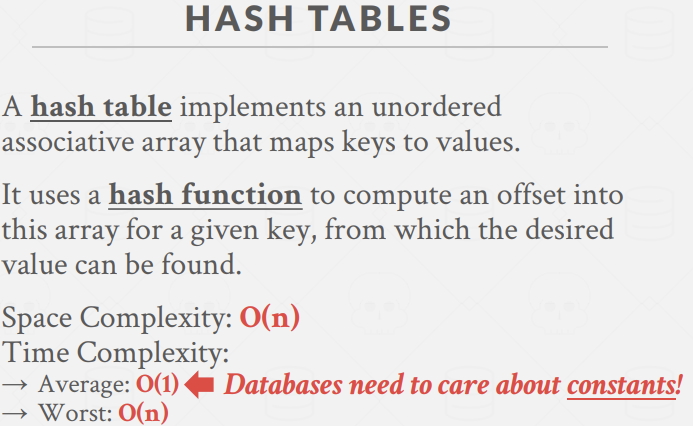 HASH TABLES
A hash table implements an unordered
associative array that maps keys to values.
It uses a hash function to compute an offset into
this array for a given key, from which the desired
value can be found.
Space Complexity: O(n)
Time Complexity:
→ Average: O(1) Databases need to care about constants!
→ Worst: O(n)